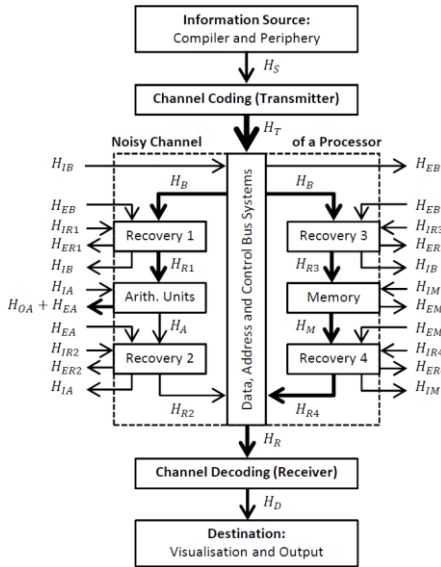 Information Source:
Compiler and Periphery
H_S
Channel Coding (Transmitter)
H_T
Noisy Channel of a Processor
H_IB H_EB
H_B H_B
H_EB H_EB
H_IR1 H_IR3
Recovery 1 Recovery 3
H_ER1 H_ER
H_IB H_R1 H_R3 H_IB
H_IA H_IM
Arith. Units Memory
H_OA + H_EA H_EM
H_EA H_A H_M H_EM
H_IR2 H_IR4
Recovery 2 Recovery 4
H_ER2 H_ER
H_IA H_IM
H_R2 H_R4
Data, Address and Control Bus Systems
H_R
Channel Decoding (Receiver)
H_D
Destination:
Visualisation and Output